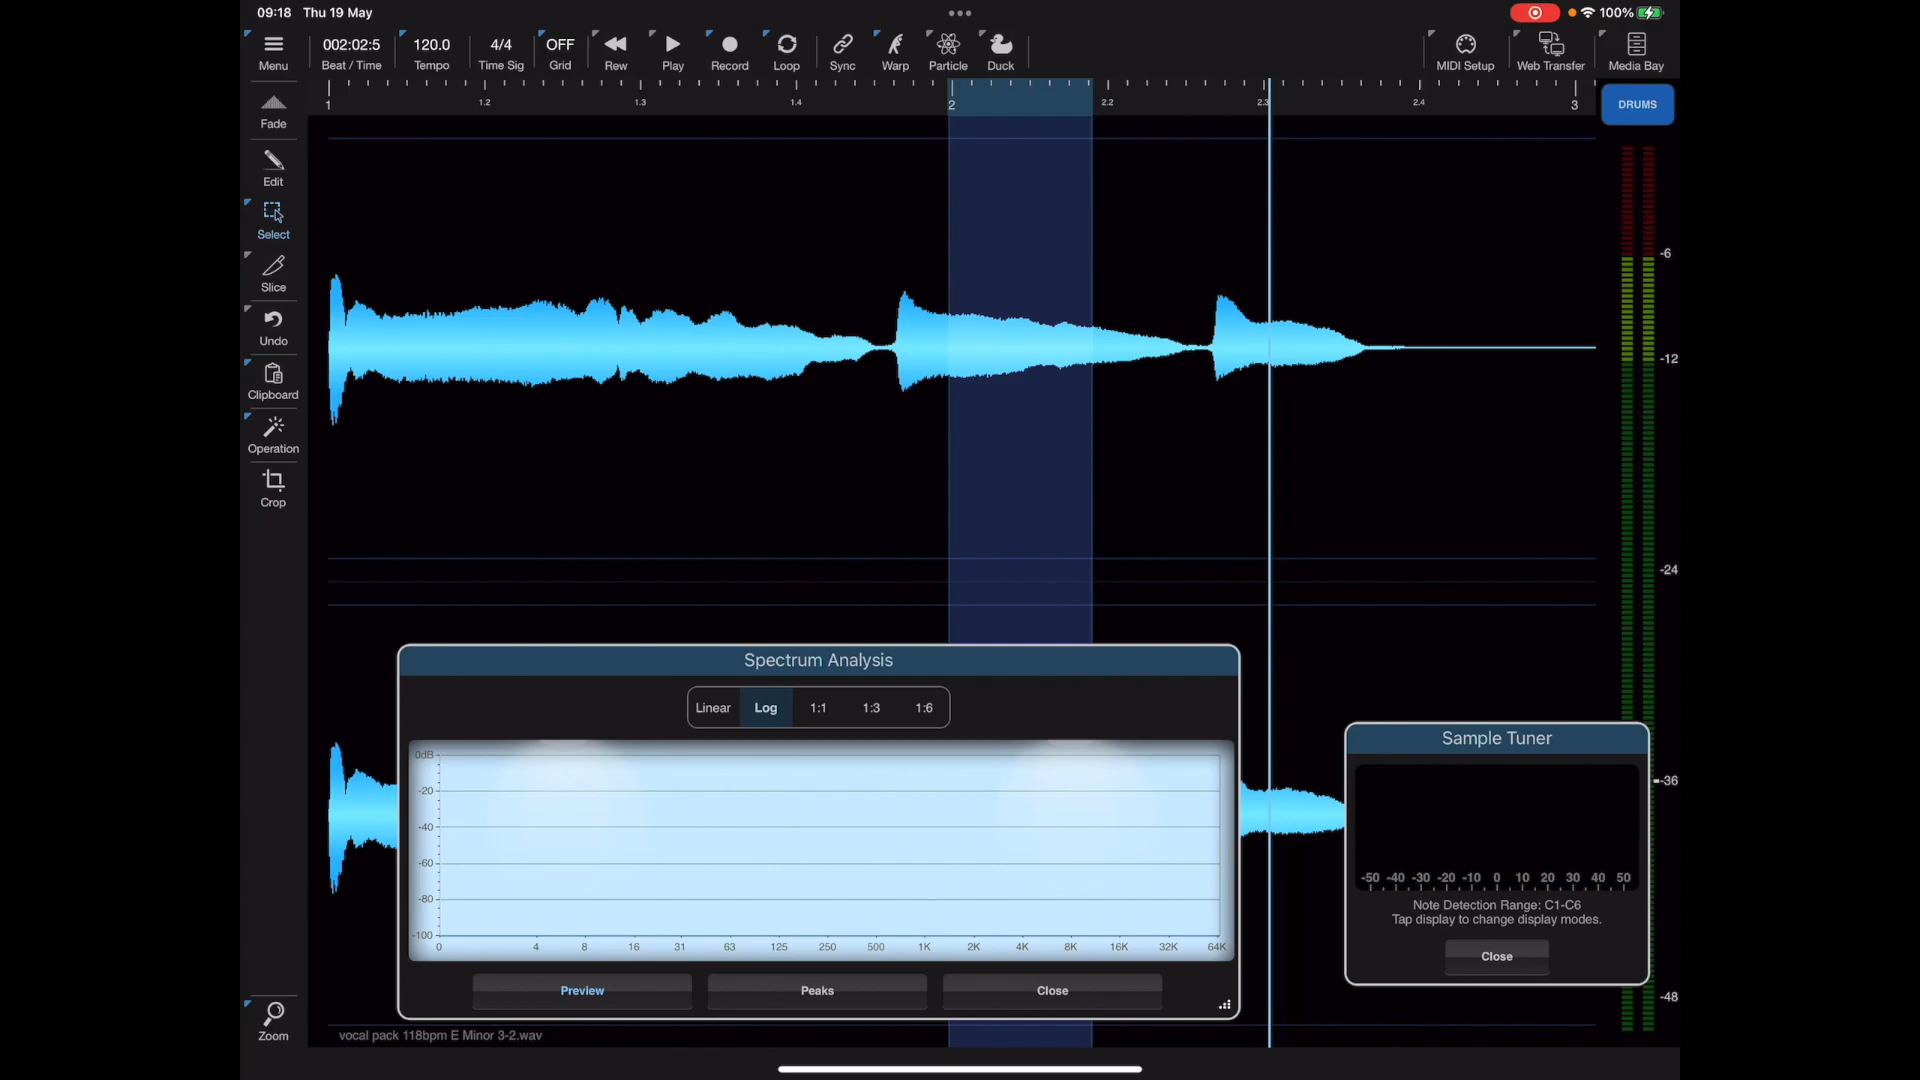 09:18 Thu 19 May
100%
Menu
002:02:5
Beat / Time
120.0
Tempo
4/4
Time Sig
OFF
Grid
Rew
Play
Record
Loop
Sync
Warp
Particle
Duck
MIDI Setup
Web Transfer
Media Bay
1 1.2 1.3 1.4 2 2.2 2.3 2.4 3
DRUMS
Fade
Edit
Select
Slice
Undo
Clipboard
Operation
Crop
Zoom
-6
-12
-24
-36
-48
Spectrum Analysis
Linear Log 1:1 1:3 1:6
0dB
-20
-40
-60
-80
-100
0 4 8 16 31 63 125 250 500 1K 2K 4K 8K 16K 32K 64K
Preview Peaks Close
Sample Tuner
-50 -40 -30 -20 -10 0 10 20 30 40 50
Note Detection Range: C1-C6
Tap display to change display modes.
Close
vocal pack 118bpm E Minor 3-2.wav